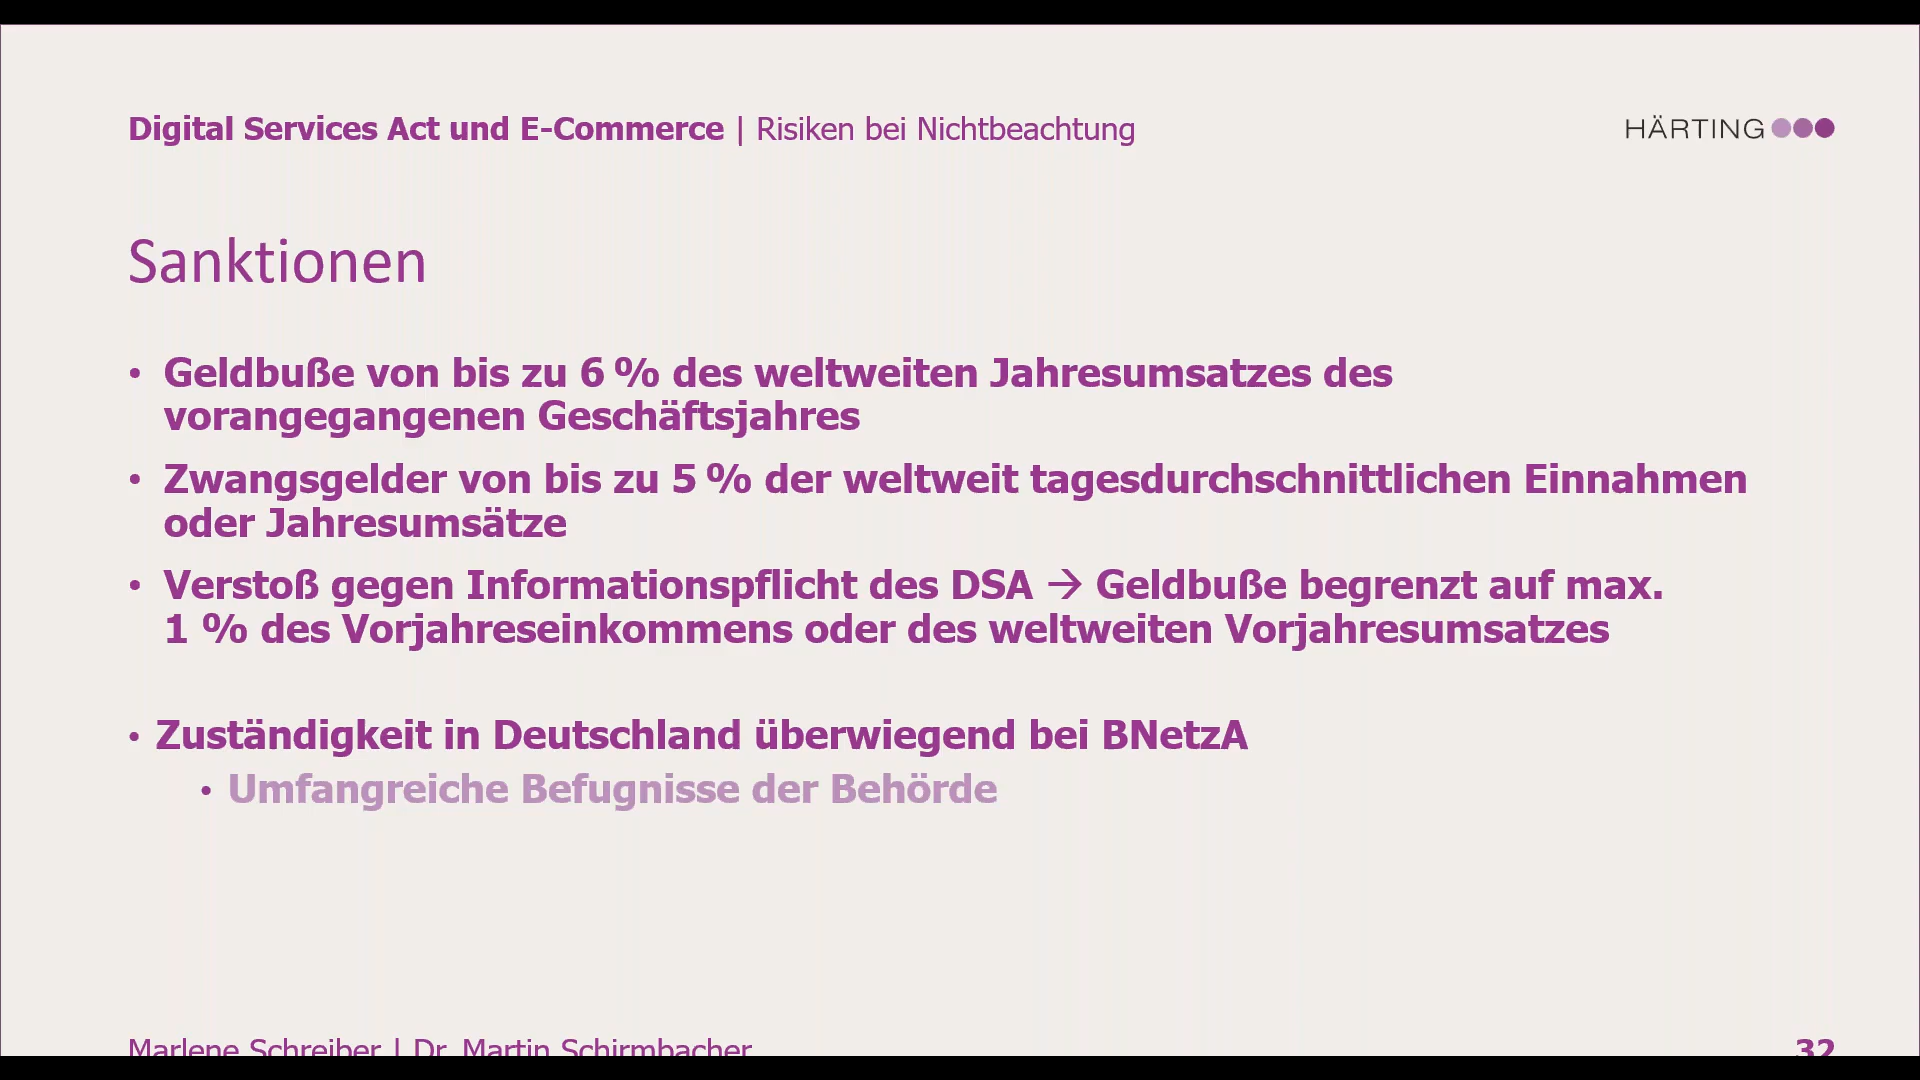 Digital Services Act und E-Commerce | Risiken bei Nichtbeachtung
HÄRTING
Sanktionen
• Geldbuße von bis zu 6 % des weltweiten Jahresumsatzes des
vorangegangenen Geschäftsjahres
• Zwangsgelder von bis zu 5 % der weltweit tagesdurchschnittlichen Einnahmen
oder Jahresumsätze
• Verstoß gegen Informationspflicht des DSA → Geldbuße begrenzt auf max.
1 % des Vorjahreseinkommens oder des weltweiten Vorjahresumsatzes
• Zuständigkeit in Deutschland überwiegend bei BNetzA
• Umfangreiche Befugnisse der Behörde
Marlene Schreiber | Dr. Martin Schirmbacher
32